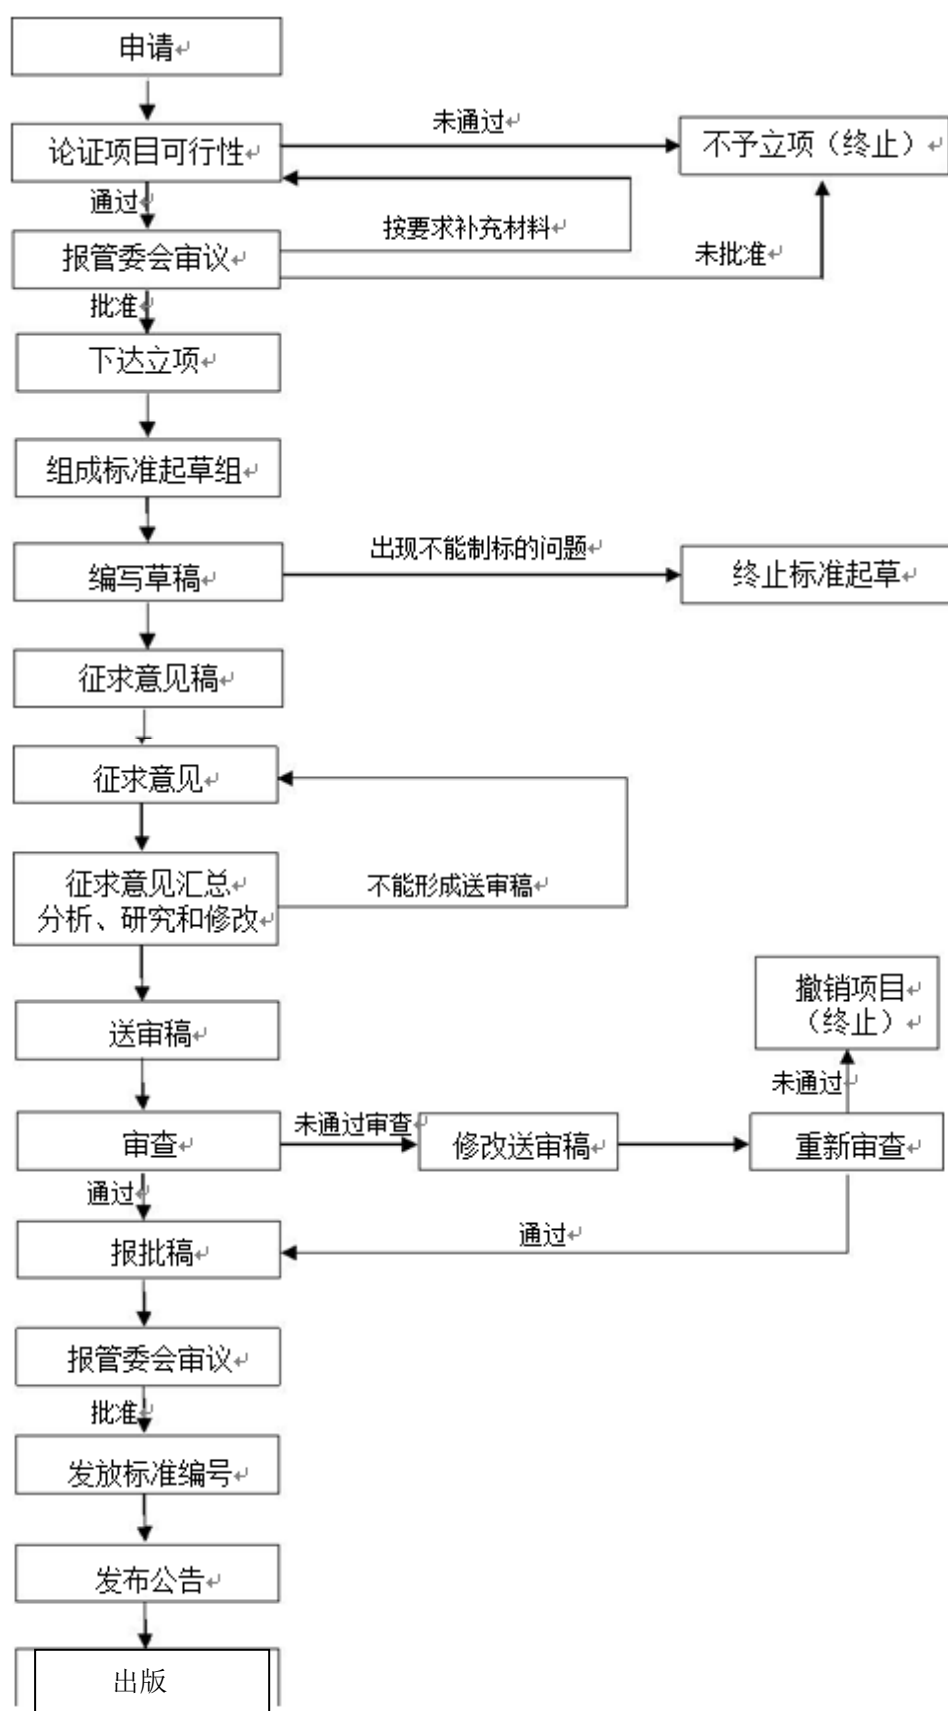 申请
未通过
论证项目可行性
不予立项（终止）
通过
按要求补充材料
报管委会审议
未批准
批准
下达立项
组成标准起草组
出现不能制标的问题
编写草稿
终止标准起草
征求意见稿
征求意见
征求意见汇总
分析、研究和修改
不能形成送审稿
撤销项目
（终止）
送审稿
未通过
未通过审查
审查
修改送审稿
重新审查
通过
通过
报批稿
报管委会审议
批准
发放标准编号
发布公告
出版